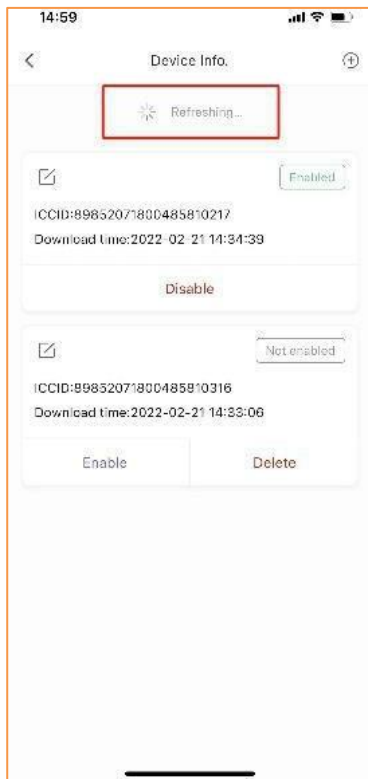 14:59
Device Info.
Refreshing...
Enabled
ICCID:89852071800485810217
Download time:2022-02-21 14:34:39
Disable
Not enabled
ICCID:89852071800485810316
Download time:2022-02-21 14:33:06
Enable Delete